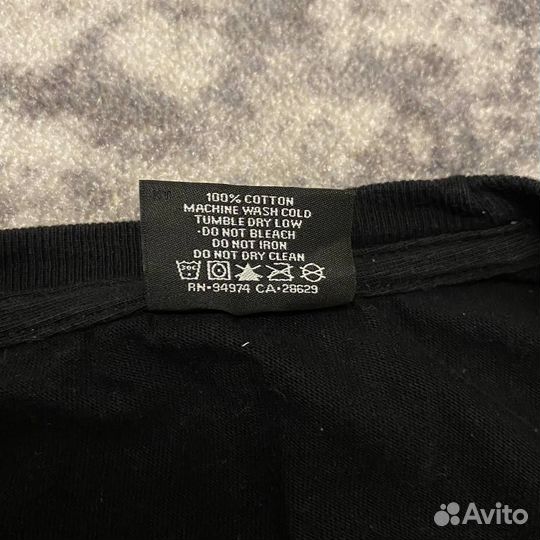 100% COTTON
MACHINE WASH COLD
TUMBLE DRY LOW
DO NOT BLEACH
DO NOT IRON
DO NOT DRY CLEAN
30C
RN•94974 CA•28629
Avito